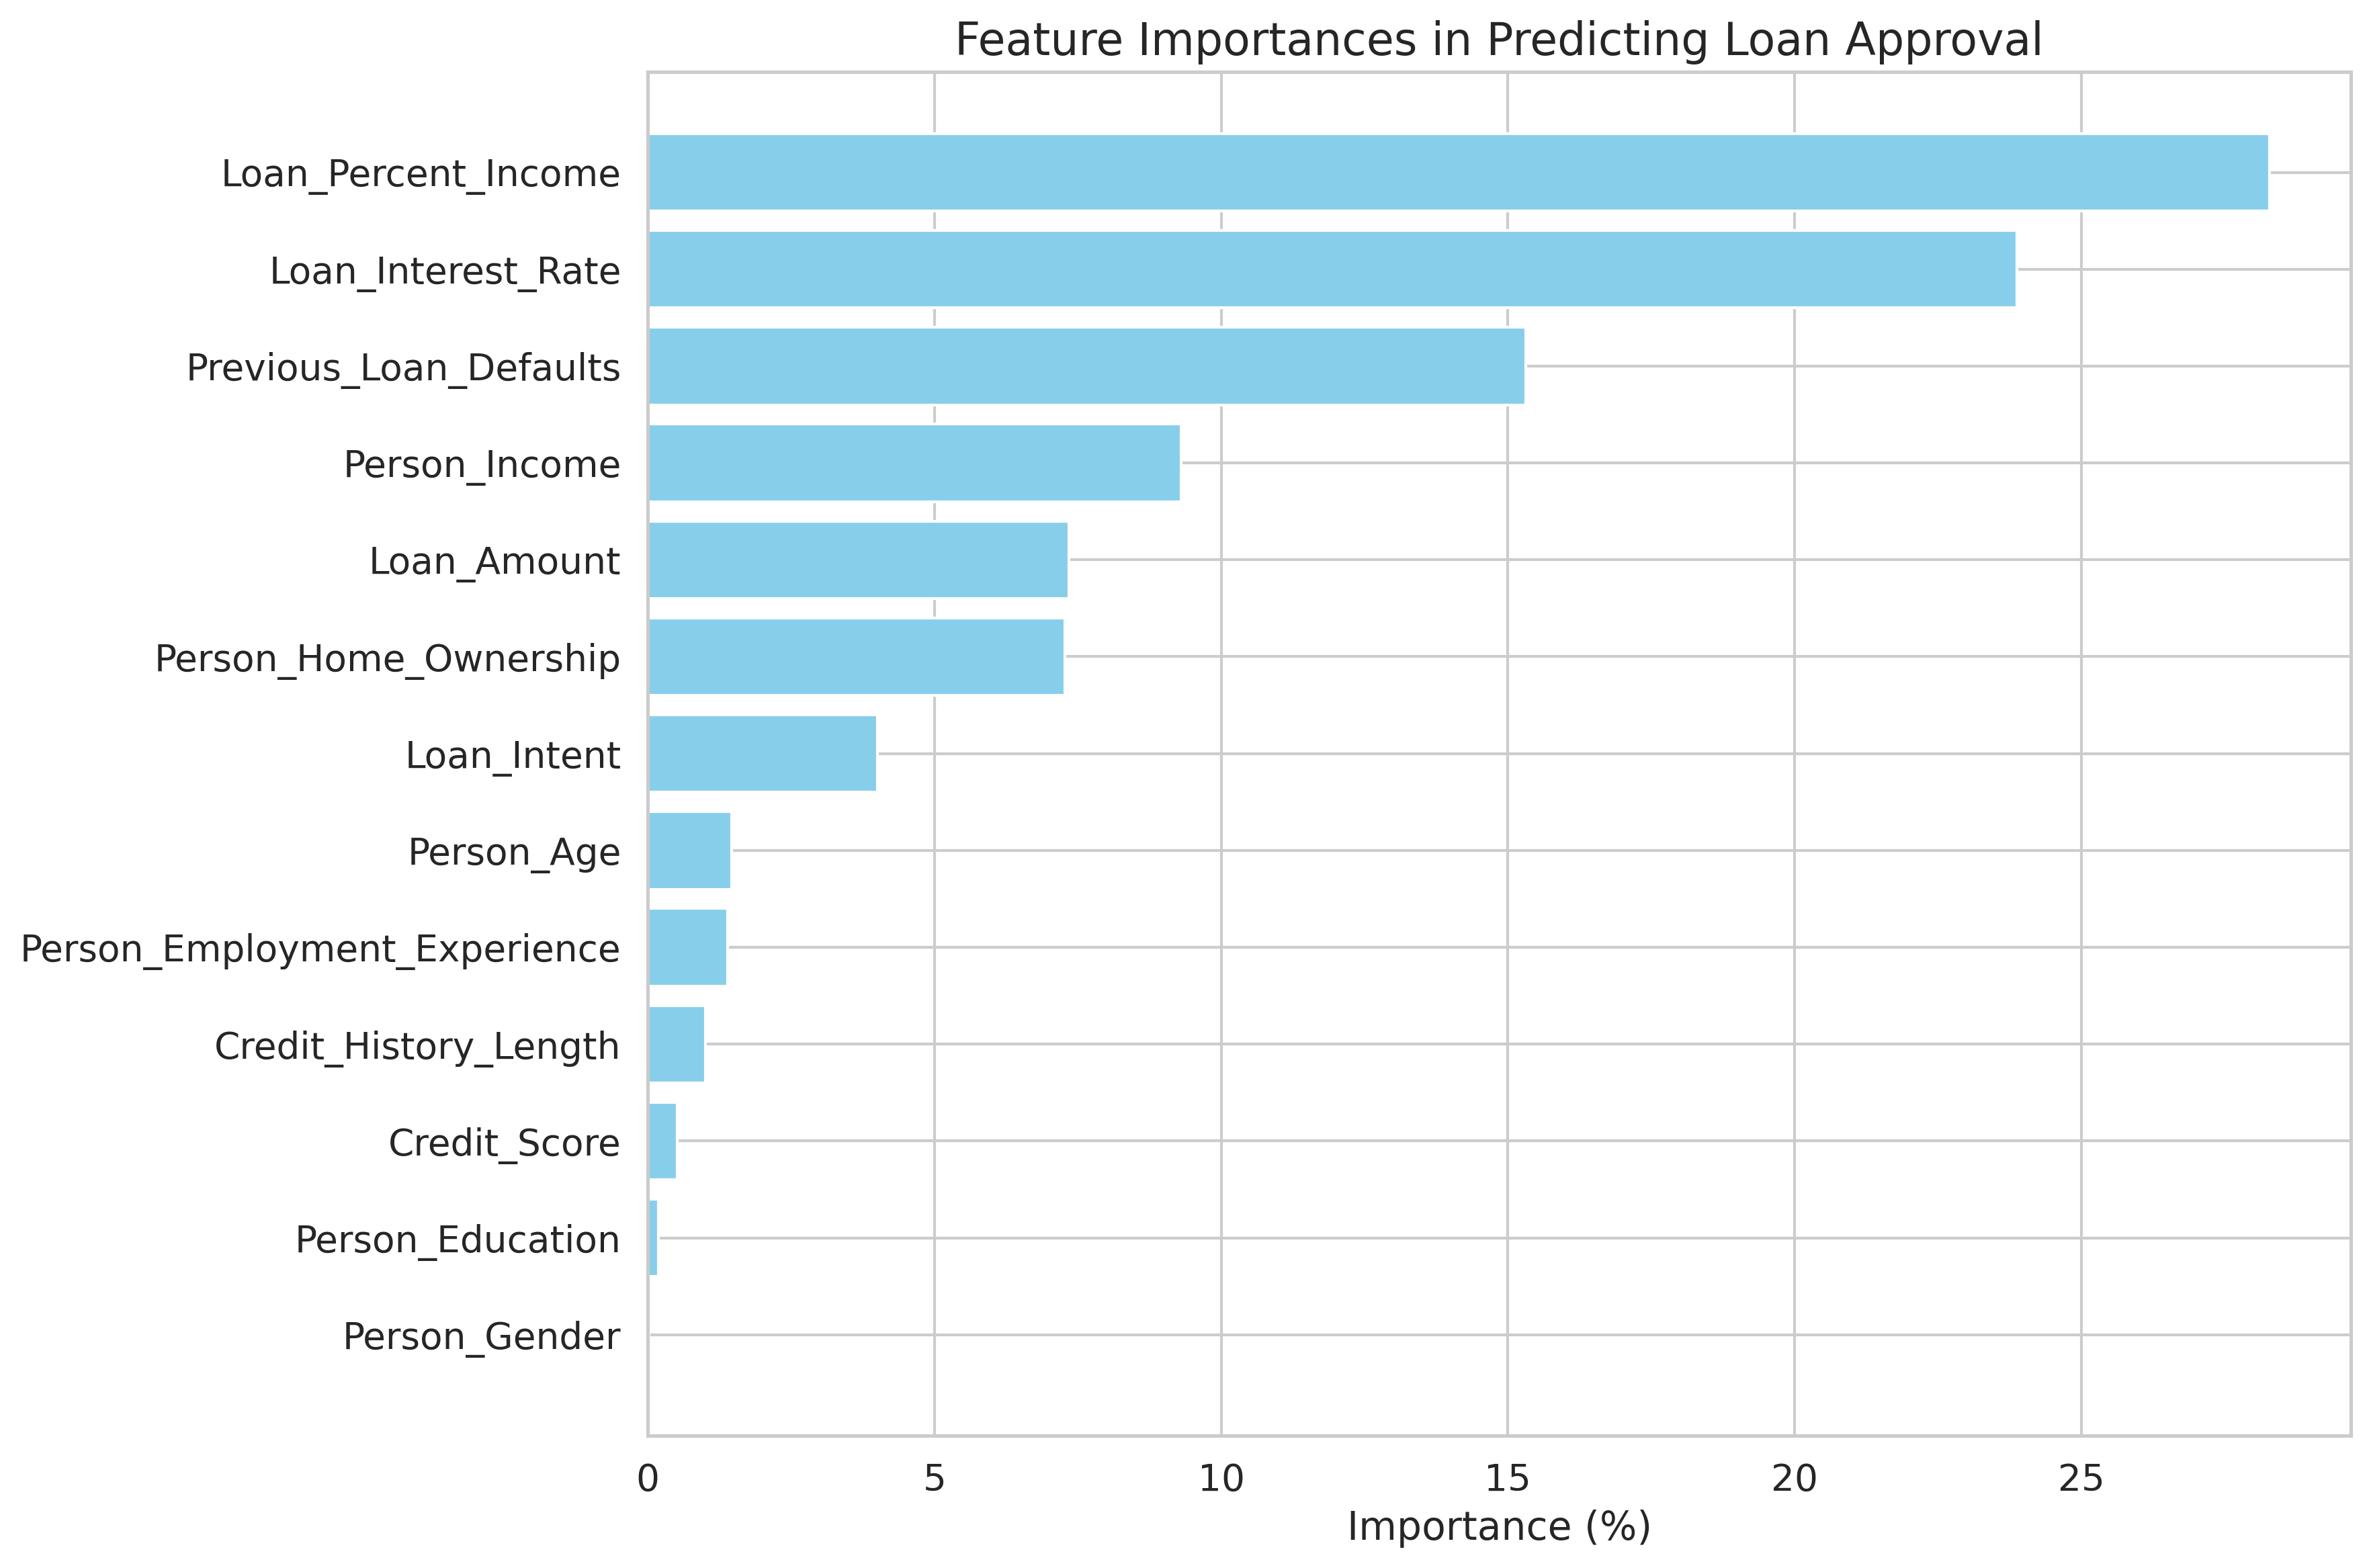 Feature Importances in Predicting Loan Approval
Loan_Percent_Income
Loan_Interest_Rate
Previous_Loan_Defaults
Person_Income
Loan_Amount
Person_Home_Ownership
Loan_Intent
Person_Age
Person_Employment_Experience
Credit_History_Length
Credit_Score
Person_Education
Person_Gender
0 5 10 15 20 25
Importance (%)